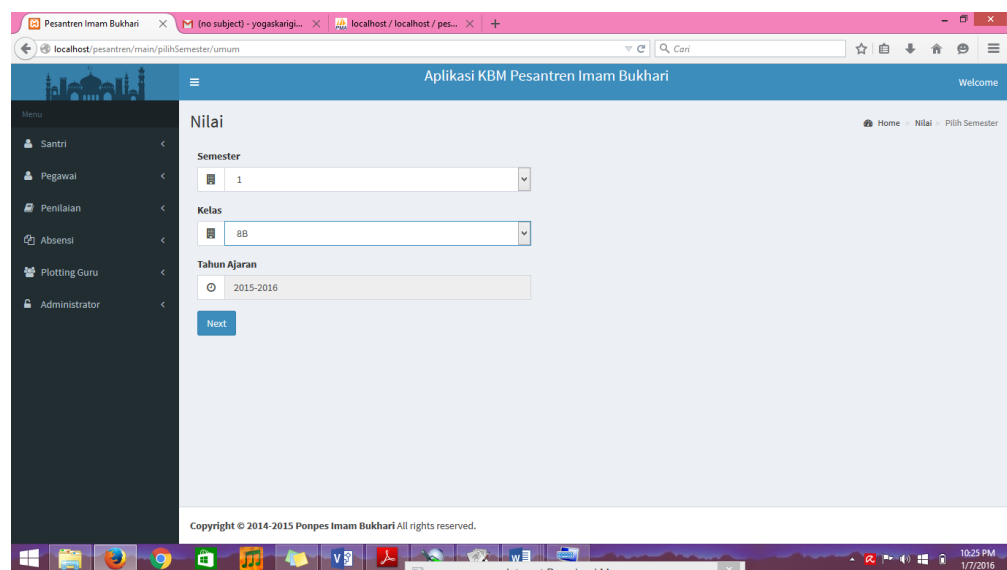 Pesantren Imam Bukhari
(no subject) - yogaskarigi...
localhost / localhost / pes...
localhost/pesantren/main/pilihSemester/umum
Cari
Aplikasi KBM Pesantren Imam Bukhari
Welcome
Menu
Santri
Pegawai
Penilaian
Absensi
Plotting Guru
Administrator
Nilai
Home > Nilai > Pilih Semester
Semester
1
Kelas
8B
Tahun Ajaran
2015-2016
Next
Copyright © 2014-2015 Ponpes Imam Bukhari All rights reserved.
10:25 PM
1/7/2016